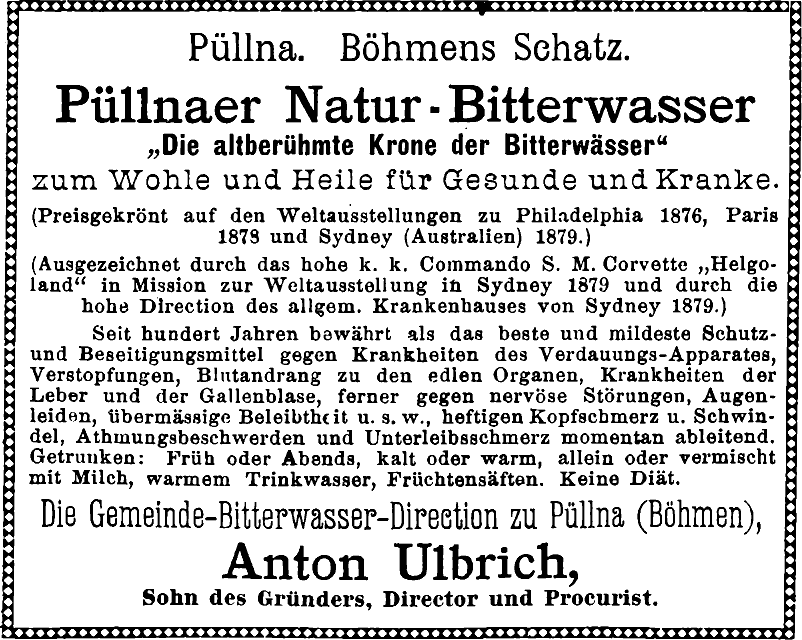 Püllna. Böhmens Schatz.
Püllnaer Natur-Bitterwasser
„Die altberühmte Krone der Bitterwässer“
zum Wohle und Heile für Gesunde und Kranke.
(Preisgekrönt auf den Weltausstellungen zu Philadelphia 1876, Paris
1878 und Sydney (Australien) 1879.)
(Ausgezeichnet durch das hohe k. k. Commando S. M. Corvette „Helgo-
land“ in Mission zur Weltausstellung in Sydney 1879 und durch die
hohe Direction des allgem. Krankenhauses von Sydney 1879.)
Seit hundert Jahren bewährt als das beste und mildeste Schutz-
und Beseitigungsmittel gegen Krankheiten des Verdauungs-Apparates,
Verstopfungen, Blutandrang zu den edlen Organen, Krankheiten der
Leber und der Gallenblase, ferner gegen nervöse Störungen, Augen-
leiden, übermässige Beleibtheit u. s. w., heftigen Kopfschmerz u. Schwin-
del, Athmungsbeschwerden und Unterleibsschmerz momentan ableitend.
Getrunken: Früh oder Abends, kalt oder warm, allein oder vermischt
mit Milch, warmem Trinkwasser, Früchtensäften. Keine Diät.
Die Gemeinde-Bitterwasser-Direction zu Püllna (Böhmen),
Anton Ulbrich,
Sohn des Gründers, Director und Procurist.